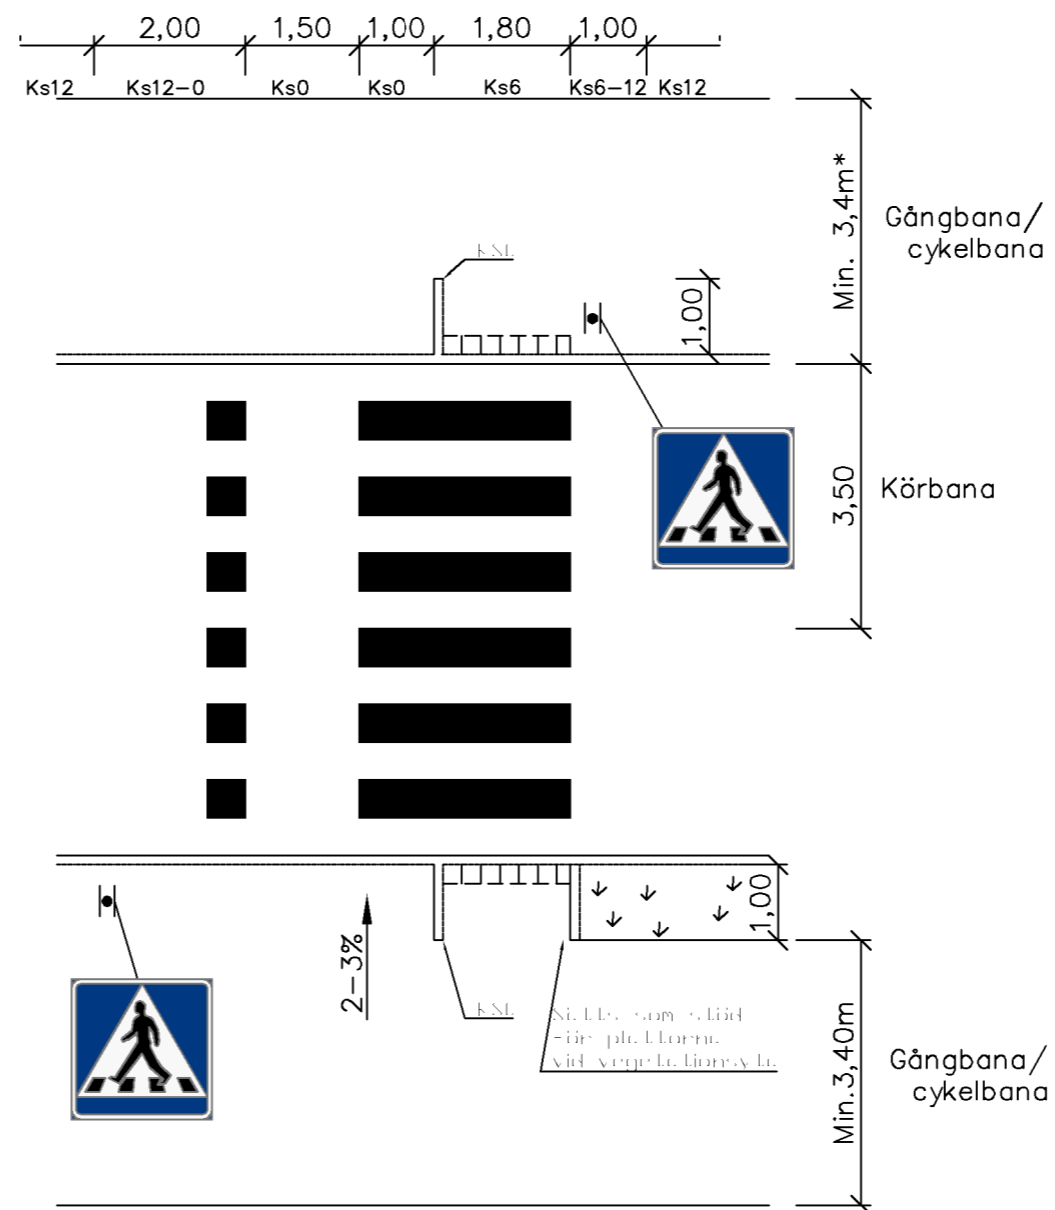 2,00 1,50 1,00 1,80 1,00
Ks12 Ks12-0 Ks0 Ks0 Ks6 Ks6-12 Ks12
Min. 3,4m*
Gångbana/
cykelbana
1,00
3,50
Körbana
1,00
2-3%
som
vid
Min.3,40m
Gångbana/
cykelbana